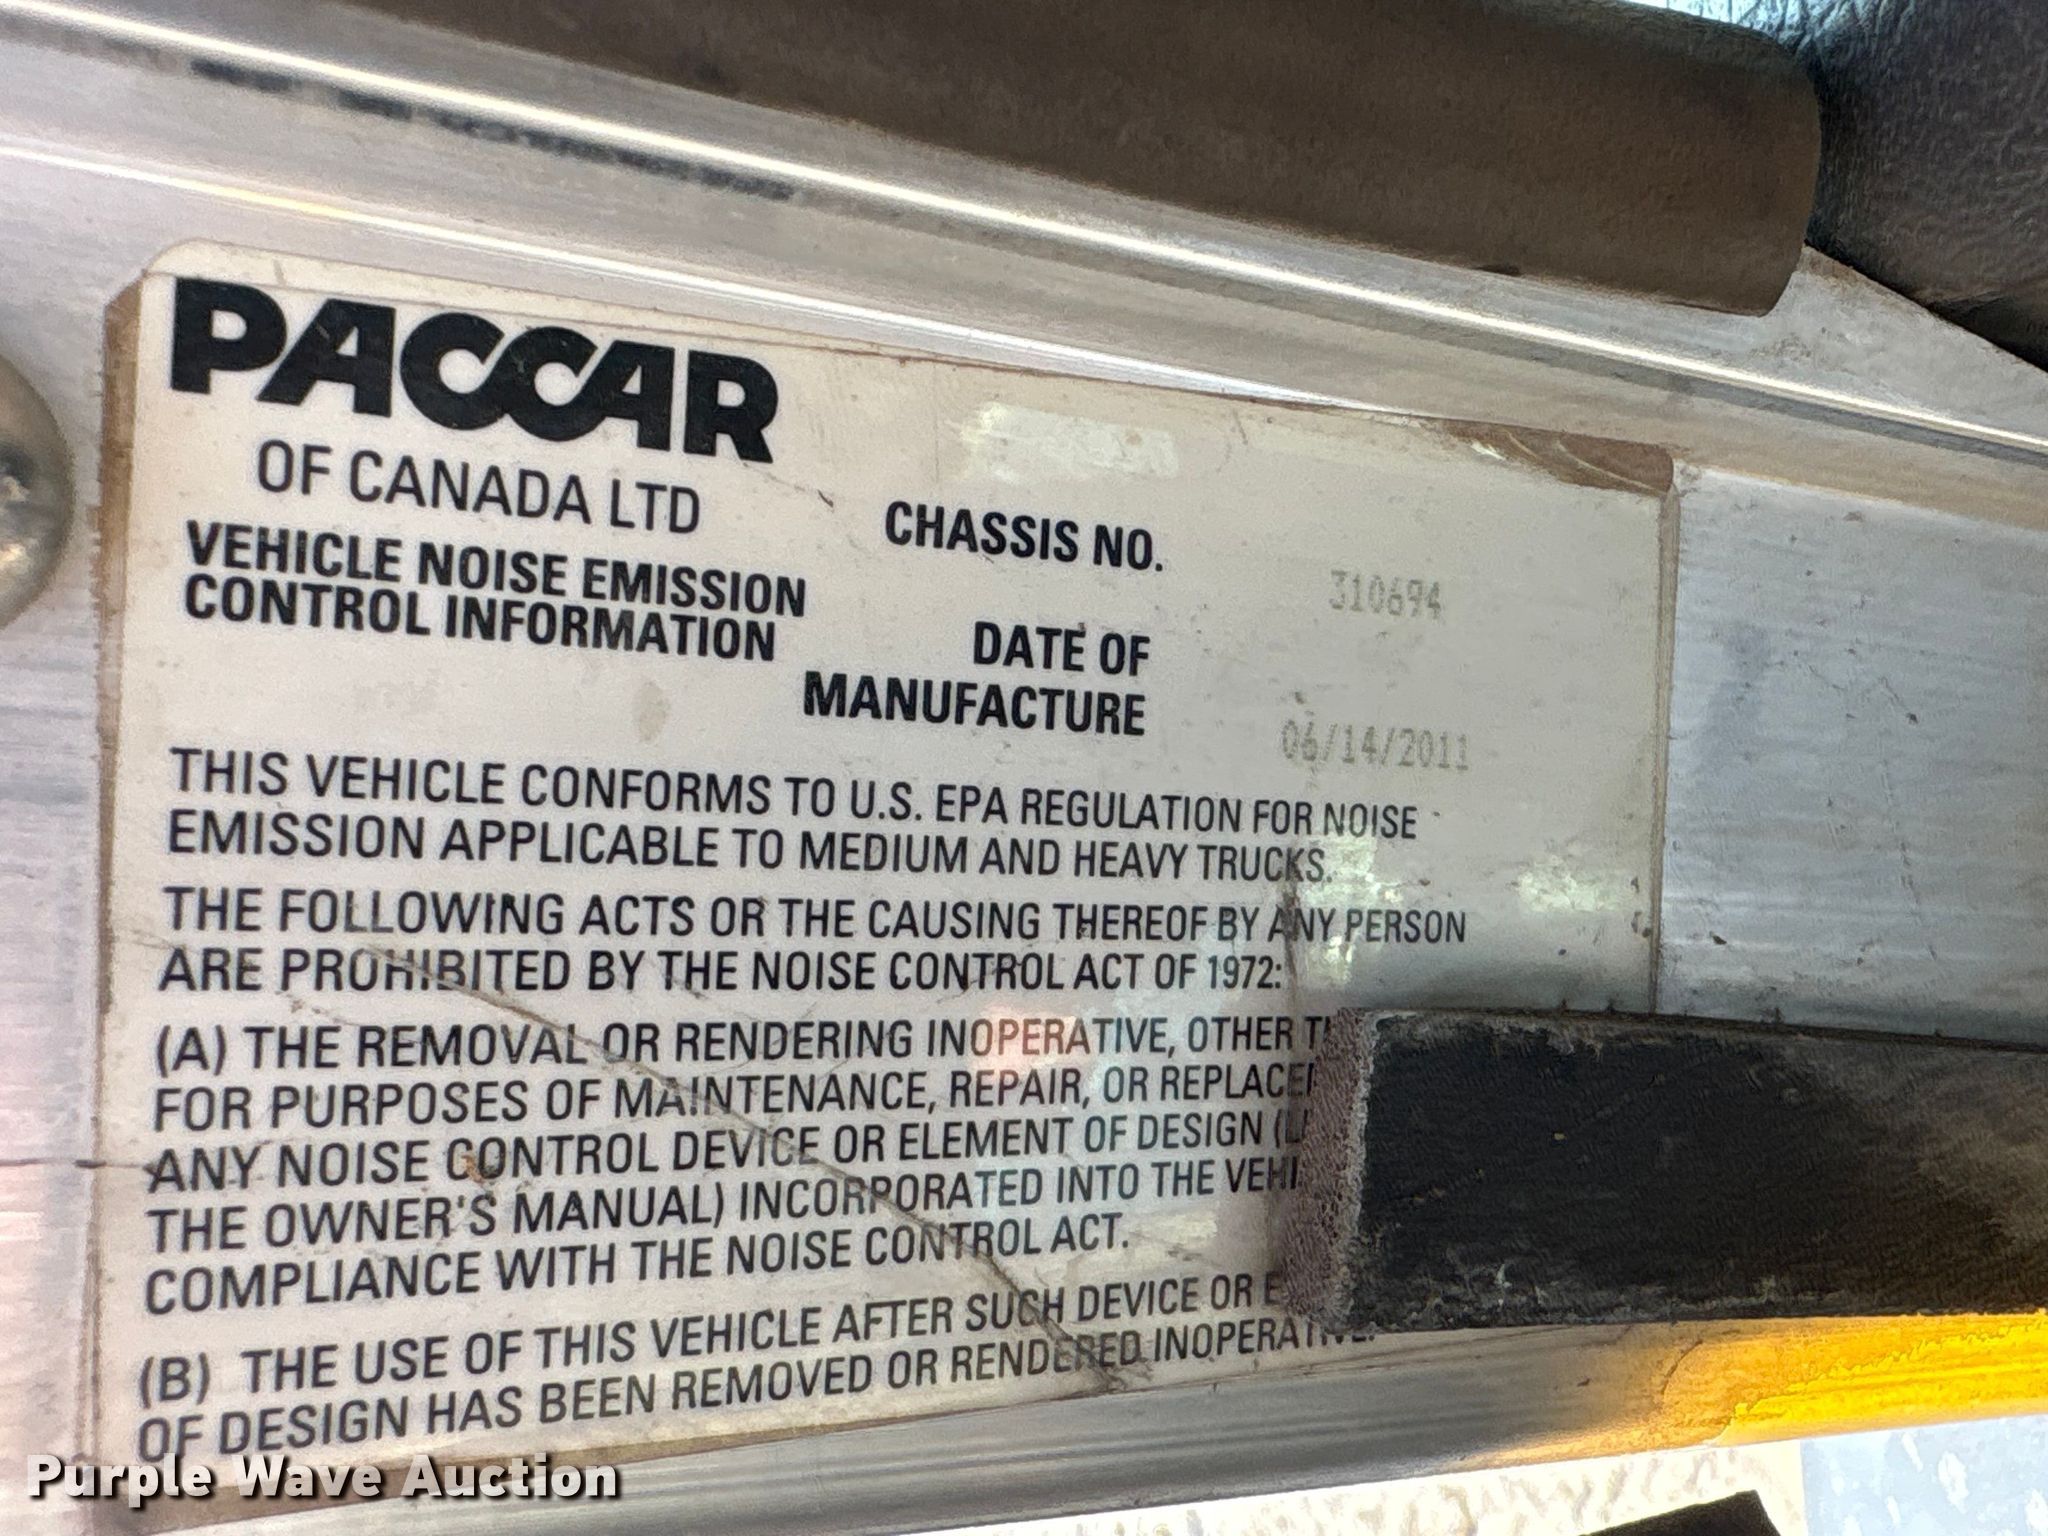 PACCAR
OF CANADA LTD
VEHICLE NOISE EMISSION
CONTROL INFORMATION
CHASSIS NO.
310694
DATE OF
MANUFACTURE
06/14/2011
THIS VEHICLE CONFORMS TO U.S. EPA REGULATION FOR NOISE
EMISSION APPLICABLE TO MEDIUM AND HEAVY TRUCKS.
THE FOLLOWING ACTS OR THE CAUSING THEREOF BY ANY PERSON
ARE PROHIBITED BY THE NOISE CONTROL ACT OF 1972:
(A) THE REMOVAL OR RENDERING INOPERATIVE, OTHER
FOR PURPOSES OF MAINTENANCE, REPAIR, OR
ANY NOISE CONTROL DEVICE OR ELEMENT OF DESIGN
THE OWNER'S MANUAL) INCORPORATED INTO THE
COMPLIANCE WITH THE NOISE CONTROL ACT.
(B) THE USE OF THIS VEHICLE AFTER SUCH DEVICE OR
OF DESIGN HAS BEEN REMOVED OR RENDERED INOPERATIVE.
Purple Wave Auction